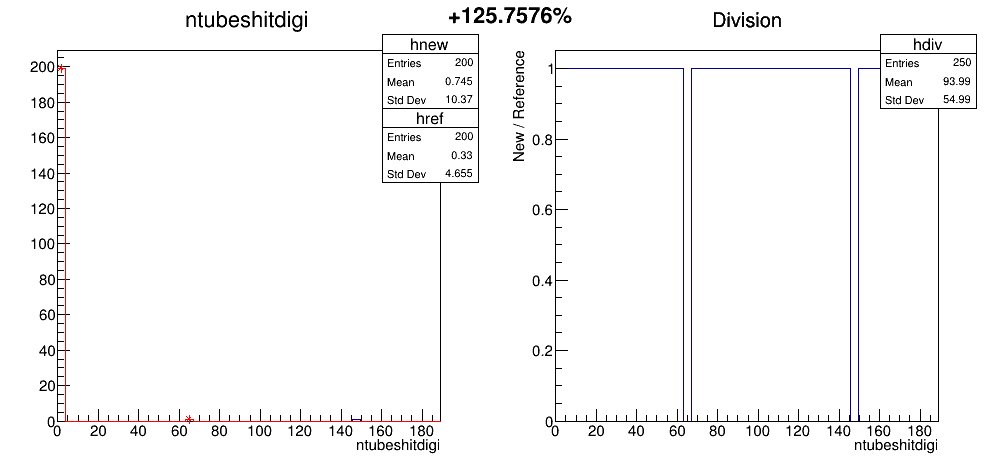 +125.7576%
ntubeshitdigi
hnew
Entries 200
Mean 0.745
Std Dev 10.37
href
Entries 200
Mean 0.33
Std Dev 4.655
200
180
160
140
120
100
80
60
40
20
0
0 20 40 60 80 100 120 140 160 180
ntubeshitdigi
Division
hdiv
Entries 250
Mean 93.99
Std Dev 54.99
New / Reference
1
0.8
0.6
0.4
0.2
0
0 20 40 60 80 100 120 140 160 180
ntubeshitdigi